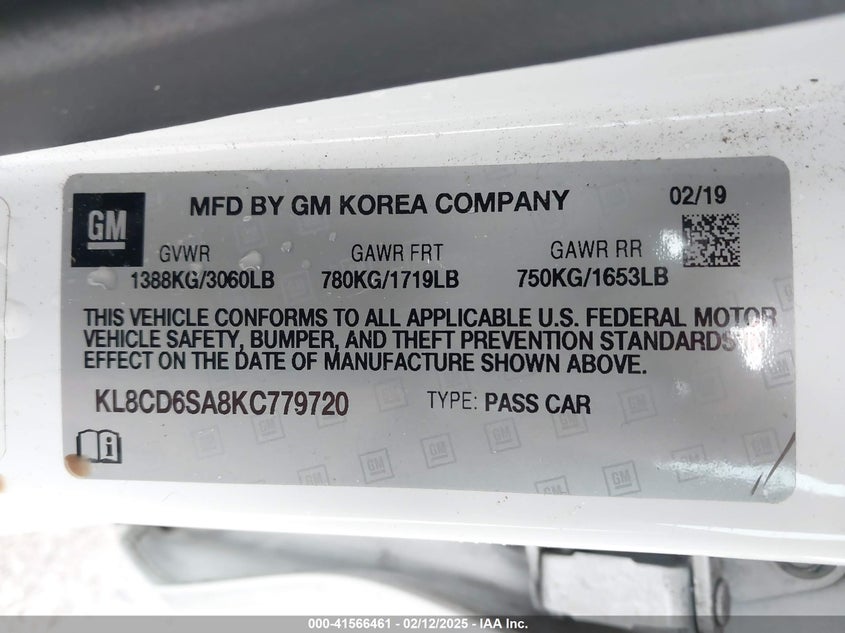 GM
MFD BY GM KOREA COMPANY
02/19
GVWR GAWR FRT GAWR RR
1388KG/3060LB 780KG/1719LB 750KG/1653LB
THIS VEHICLE CONFORMS TO ALL APPLICABLE U.S. FEDERAL MOTOR
VEHICLE SAFETY, BUMPER, AND THEFT PREVENTION STANDARDS IN
EFFECT ON THE DATE OF MANUFACTURE SHOWN ABOVE.
KL8CD6SA8KC779720 TYPE: PASS CAR
000-41566461 - 02/12/2025 - IAA Inc.